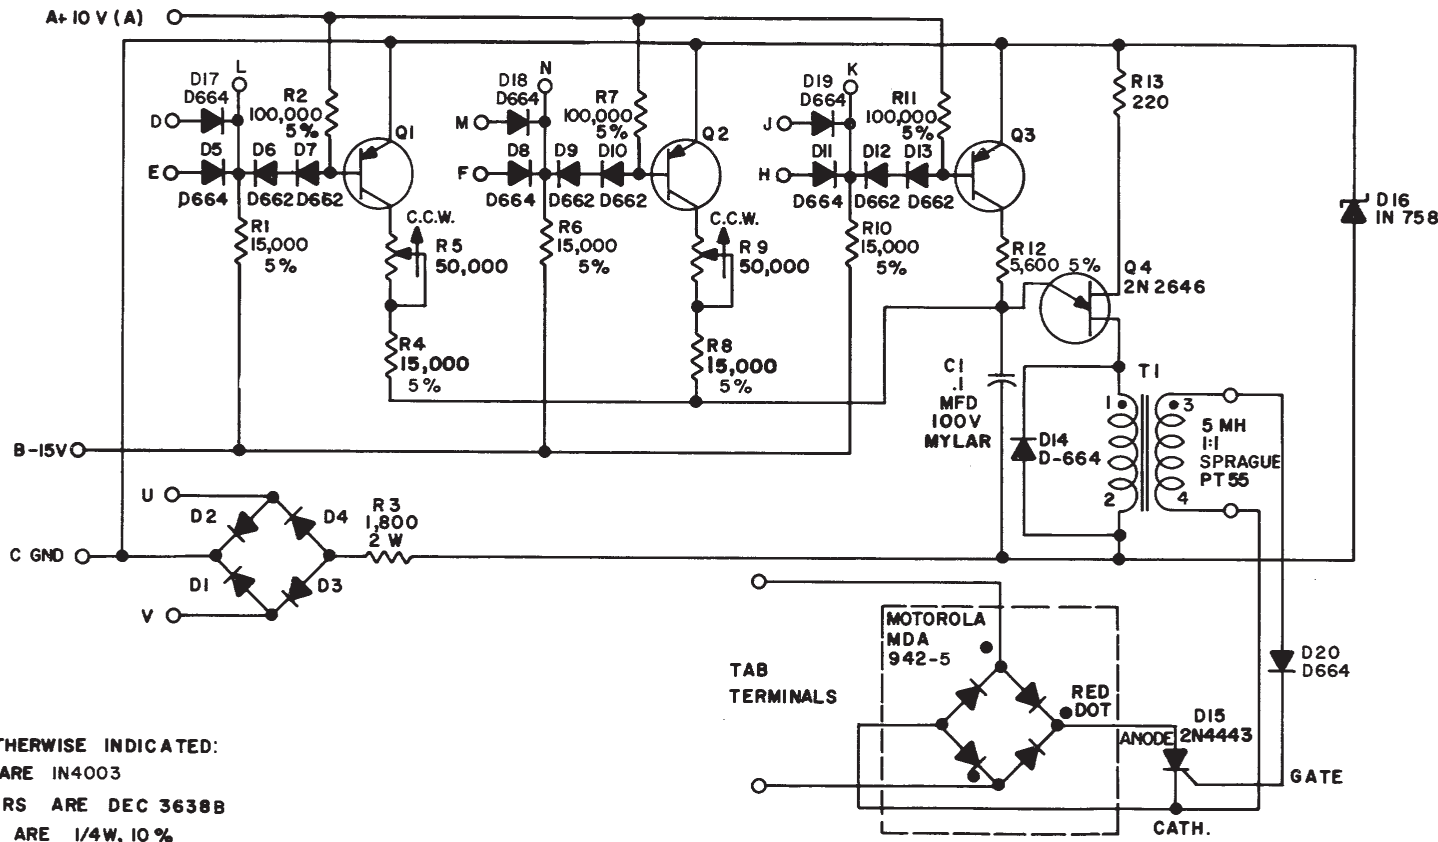 A+ 10 V (A)
L
D17
D664
D
R2
100,000
5%
Q1
D5
D6
D7
E
D664
D662
D662
R1
15,000
5%
C.C.W.
R5
50,000
R4
15,000
5%
N
D18
D664
M
R7
100,000
5%
Q2
D8
D9
D10
F
D664
D662
D662
R6
15,000
5%
C.C.W.
R9
50,000
R8
15,000
5%
K
D19
D664
J
R11
100,000
5%
Q3
D11
D12
D13
H
D664
D662
D662
R10
15,000
5%
R12
5,600 5%
R13
220
Q4
2N2646
D16
IN 758
C1
.1
MFD
100V
MYLAR
D14
D-664
T1
1
2
3
4
5 MH
1:1
SPRAGUE
PT55
B-15V
U
D2
D4
R3
1,800
2 W
C GND
D1
D3
V
TAB
TERMINALS
MOTOROLA
MDA
942-5
RED
DOT
D20
D664
D15
2N4443
ANODE
GATE
CATH.
THERWISE INDICATED:
ARE IN4003
RS ARE DEC 3638B
ARE 1/4W, 10%